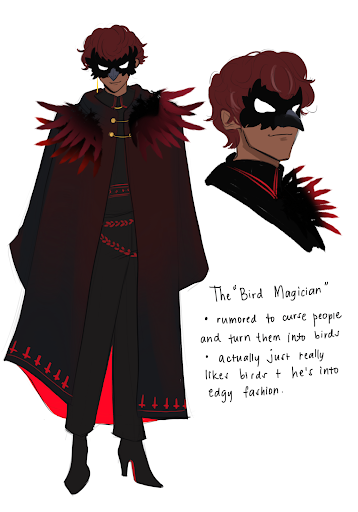 The "Bird Magician"
• rumored to curse people
and turn them into birds
• actually just really
likes birds + he's into
edgy fashion.